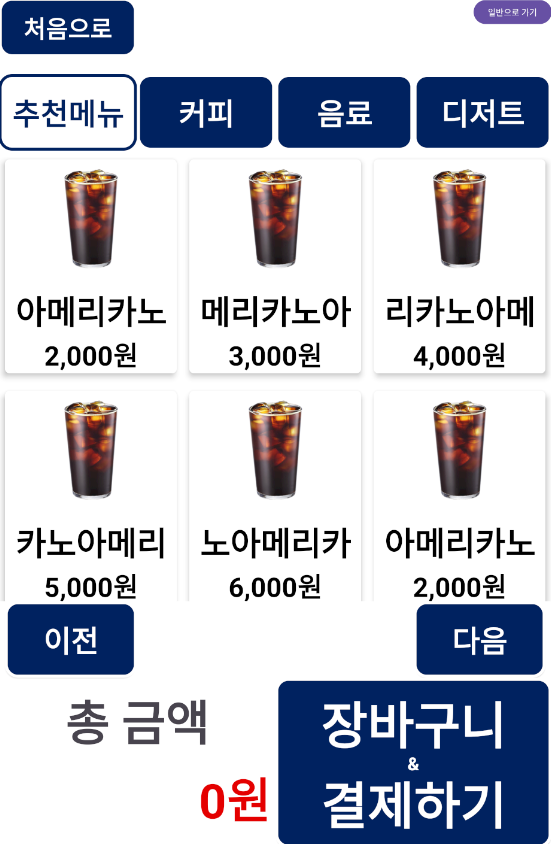 처음으로
일반으로 가기
추천메뉴 커피 음료 디저트
아메리카노 메리카노아 리카노아메
2,000원 3,000원 4,000원
카노아메리 노아메리카 아메리카노
5,000원 6,000원 2,000원
이전 다음
총 금액
0원
장바구니
&
결제하기